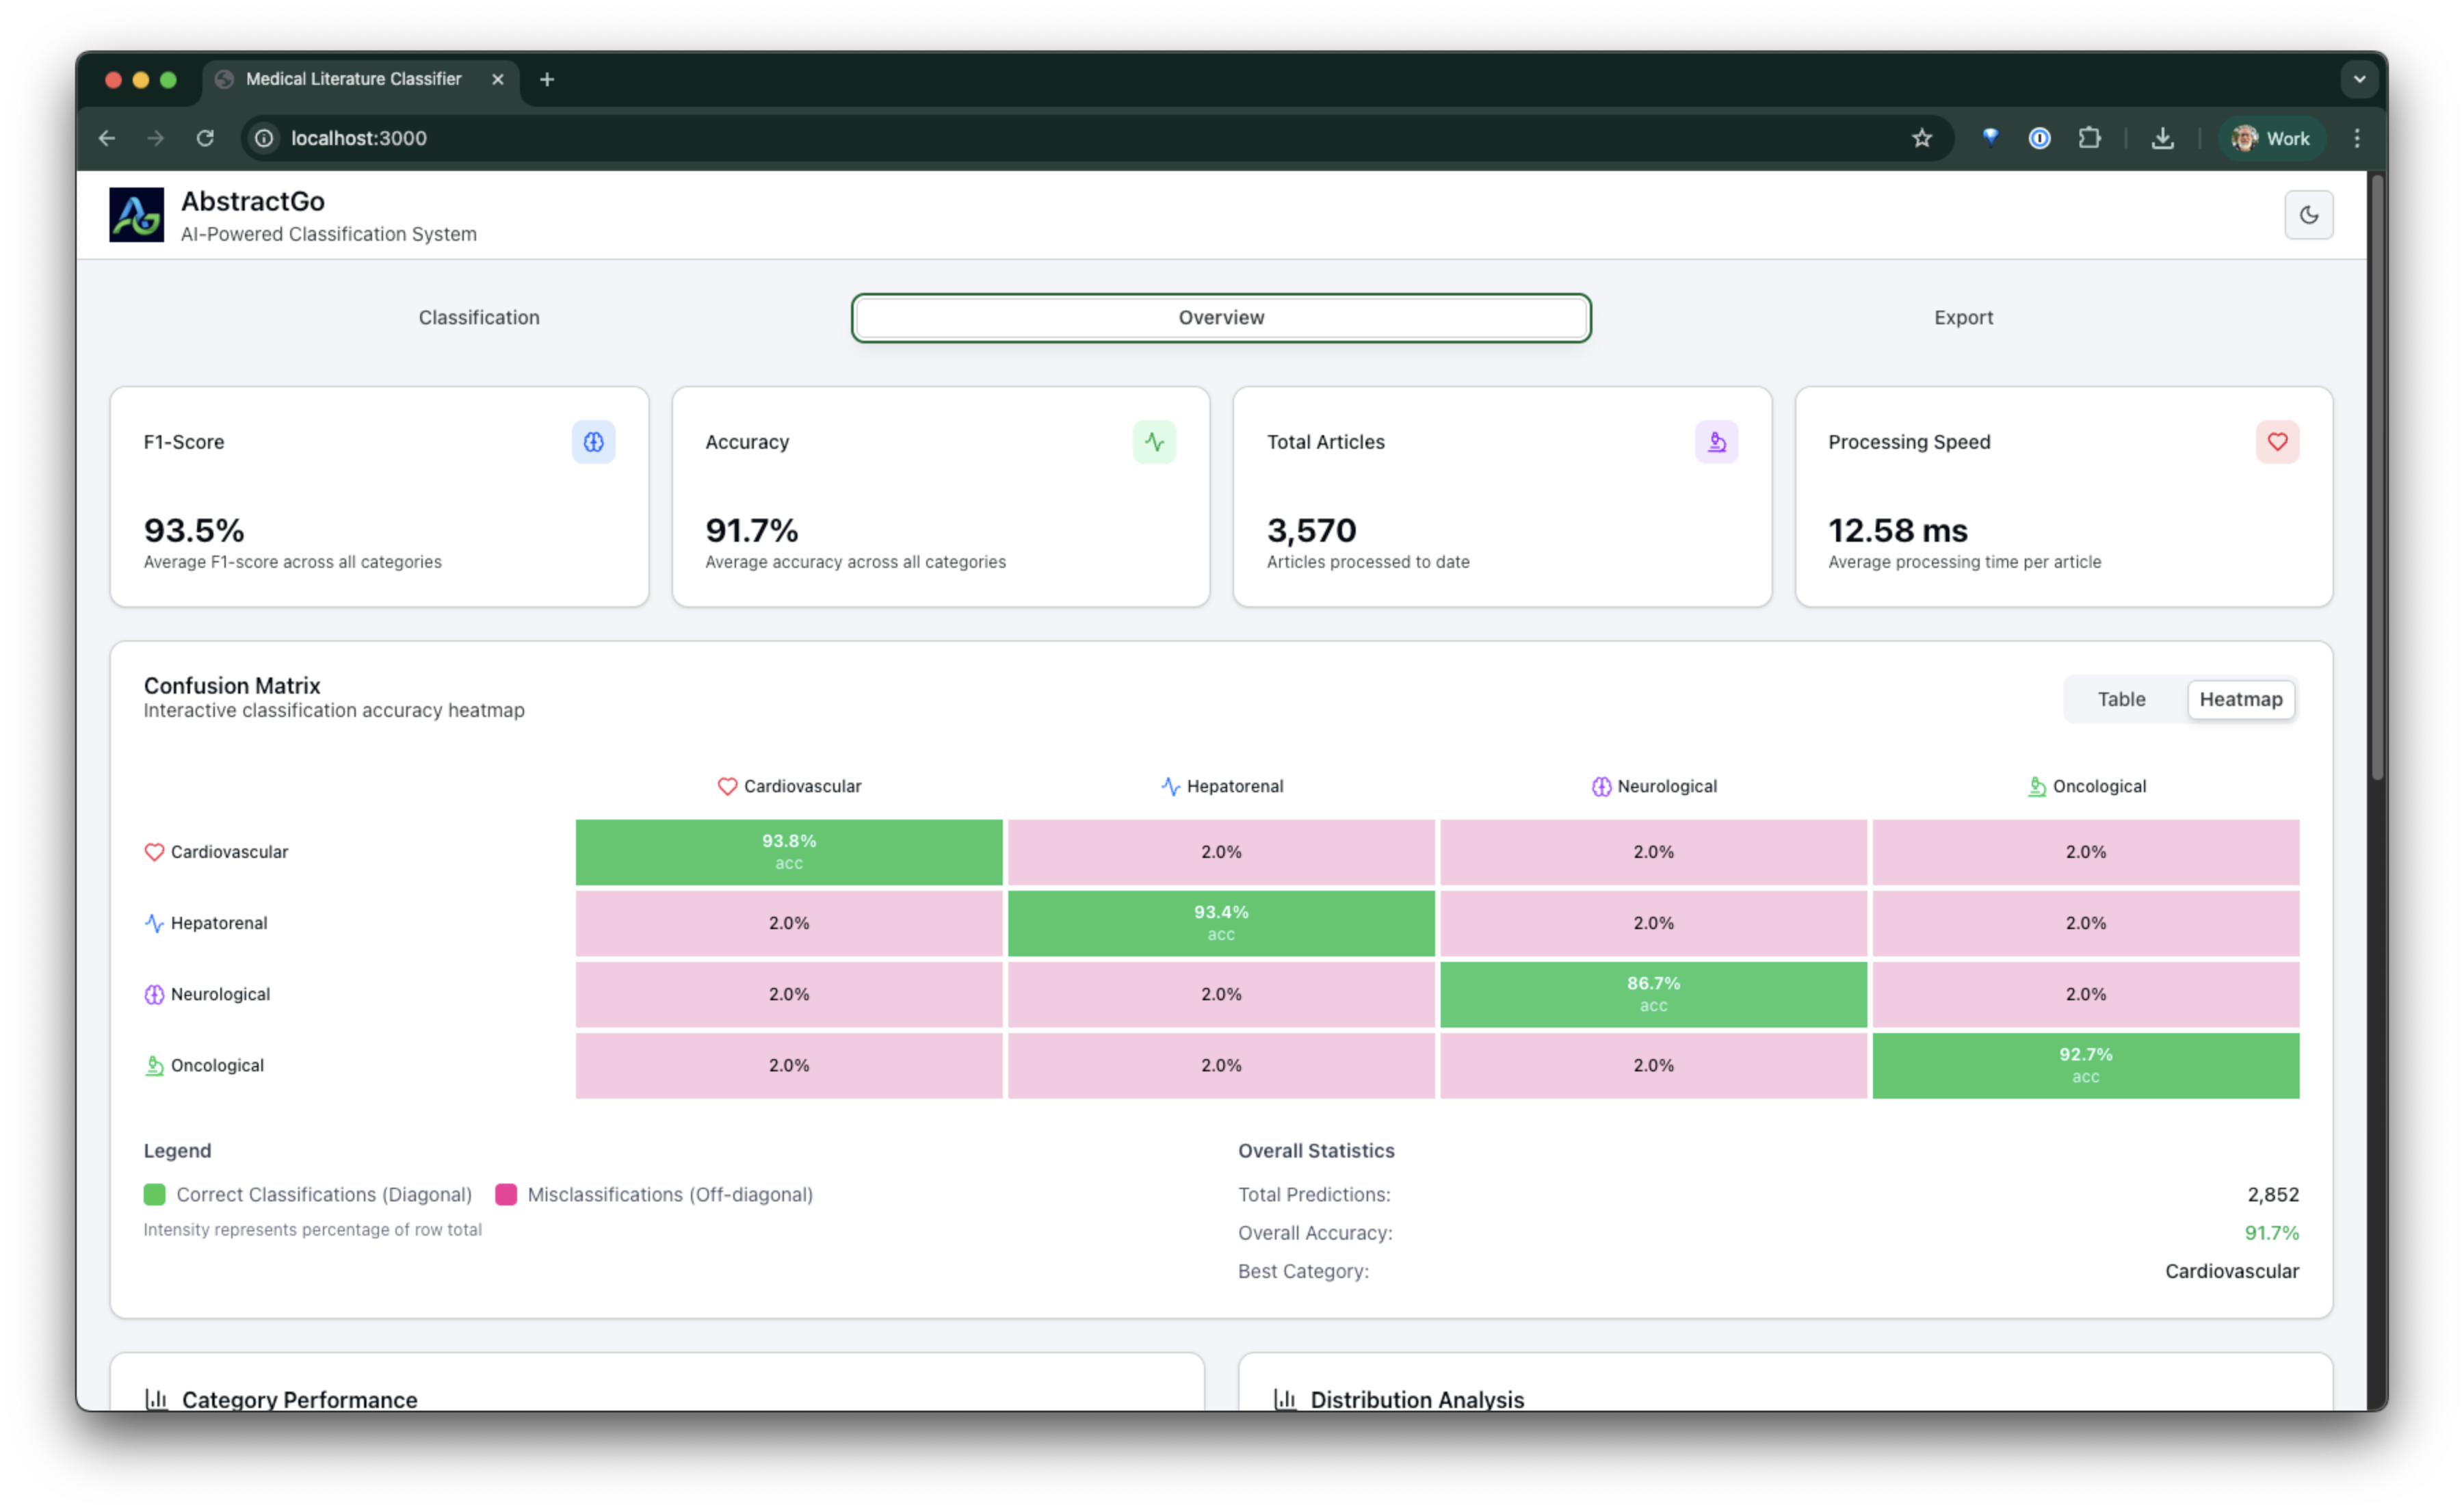 Medical Literature Classifier
localhost:3000
Work
AbstractGo
AI-Powered Classification System
Classification
Overview
Export
F1-Score
93.5%
Average F1-score across all categories
Accuracy
91.7%
Average accuracy across all categories
Total Articles
3,570
Articles processed to date
Processing Speed
12.58 ms
Average processing time per article
Confusion Matrix
Interactive classification accuracy heatmap
Table
Heatmap
Cardiovascular
Hepatorenal
Neurological
Oncological
Cardiovascular
93.8%
acc
2.0%
2.0%
2.0%
Hepatorenal
2.0%
93.4%
acc
2.0%
2.0%
Neurological
2.0%
2.0%
86.7%
acc
2.0%
Oncological
2.0%
2.0%
2.0%
92.7%
acc
Legend
Correct Classifications (Diagonal)
Misclassifications (Off-diagonal)
Intensity represents percentage of row total
Overall Statistics
Total Predictions:
2,852
Overall Accuracy:
91.7%
Best Category:
Cardiovascular
Category Performance
Distribution Analysis